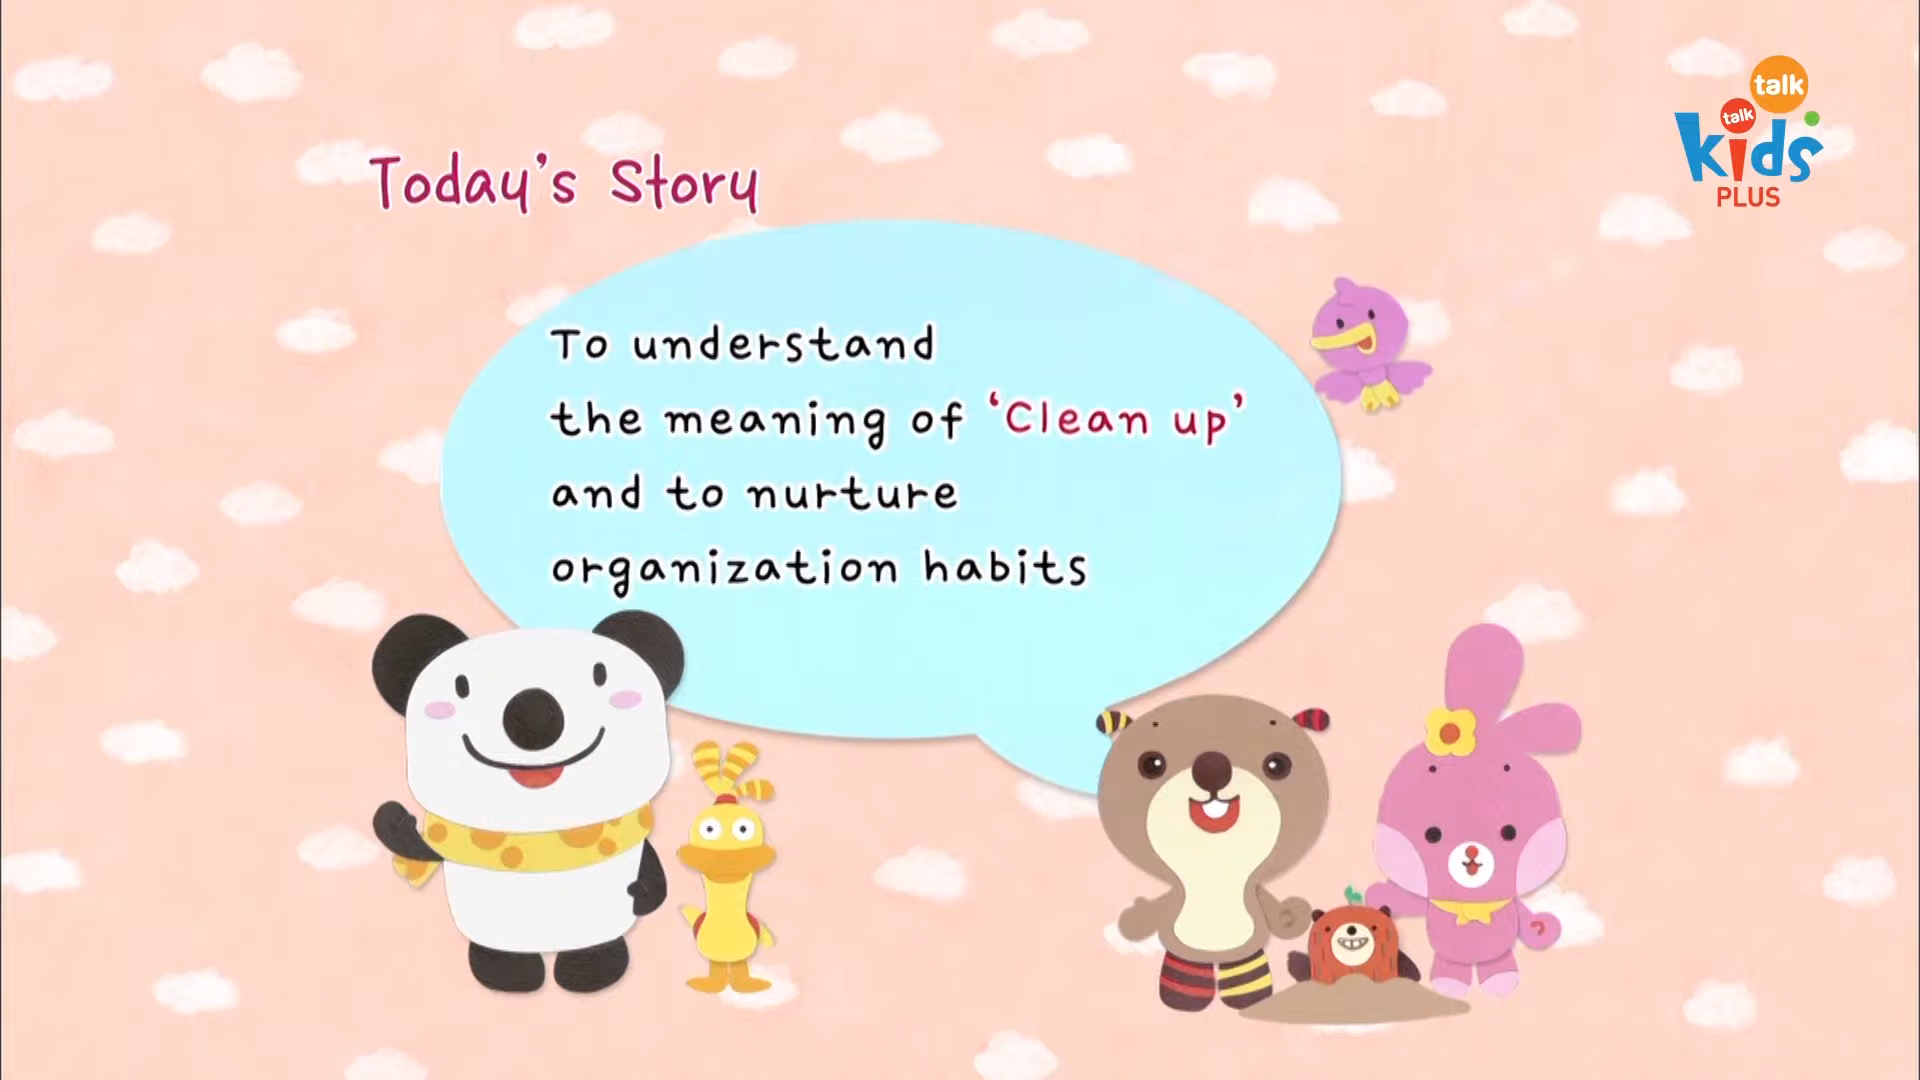 talk
talk
kids
PLUS
Today's Story
To understand
the meaning of 'Clean up'
and to nurture
organization habits